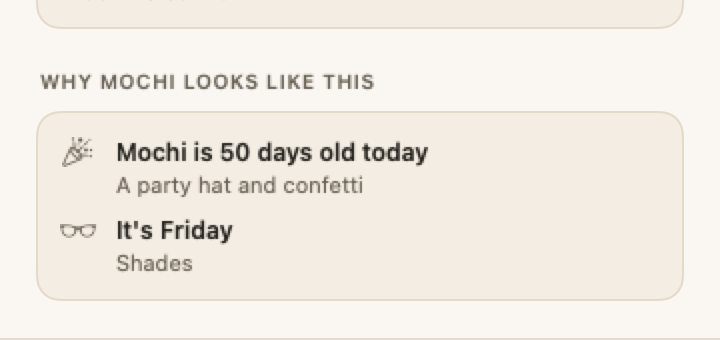 WHY MOCHI LOOKS LIKE THIS
Mochi is 50 days old today
A party hat and confetti
It's Friday
Shades